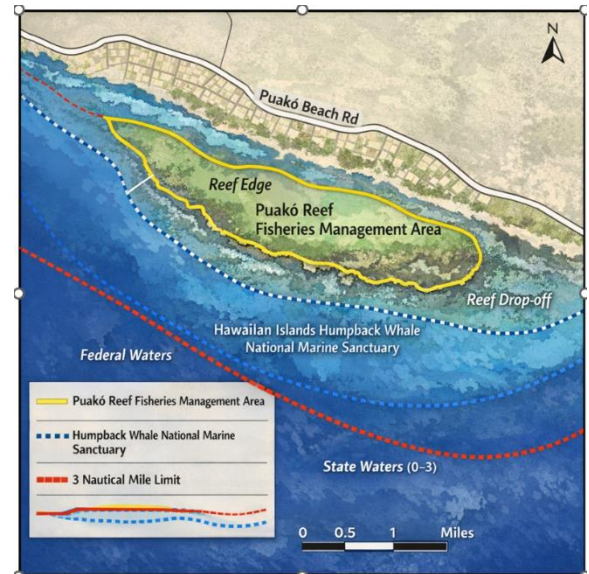 N
Puakó Beach Rd
Reef Edge
Puakó Reef
Fisheries Management Area
Reef Drop-off
Hawaiian Islands Humpback Whale
National Marine Sanctuary
Federal Waters
Puakó Reef Fisheries Management Area
Humpback Whale National Marine
Sanctuary
3 Nautical Mile Limit
State Waters (0–3)
0 0.5 1 Miles